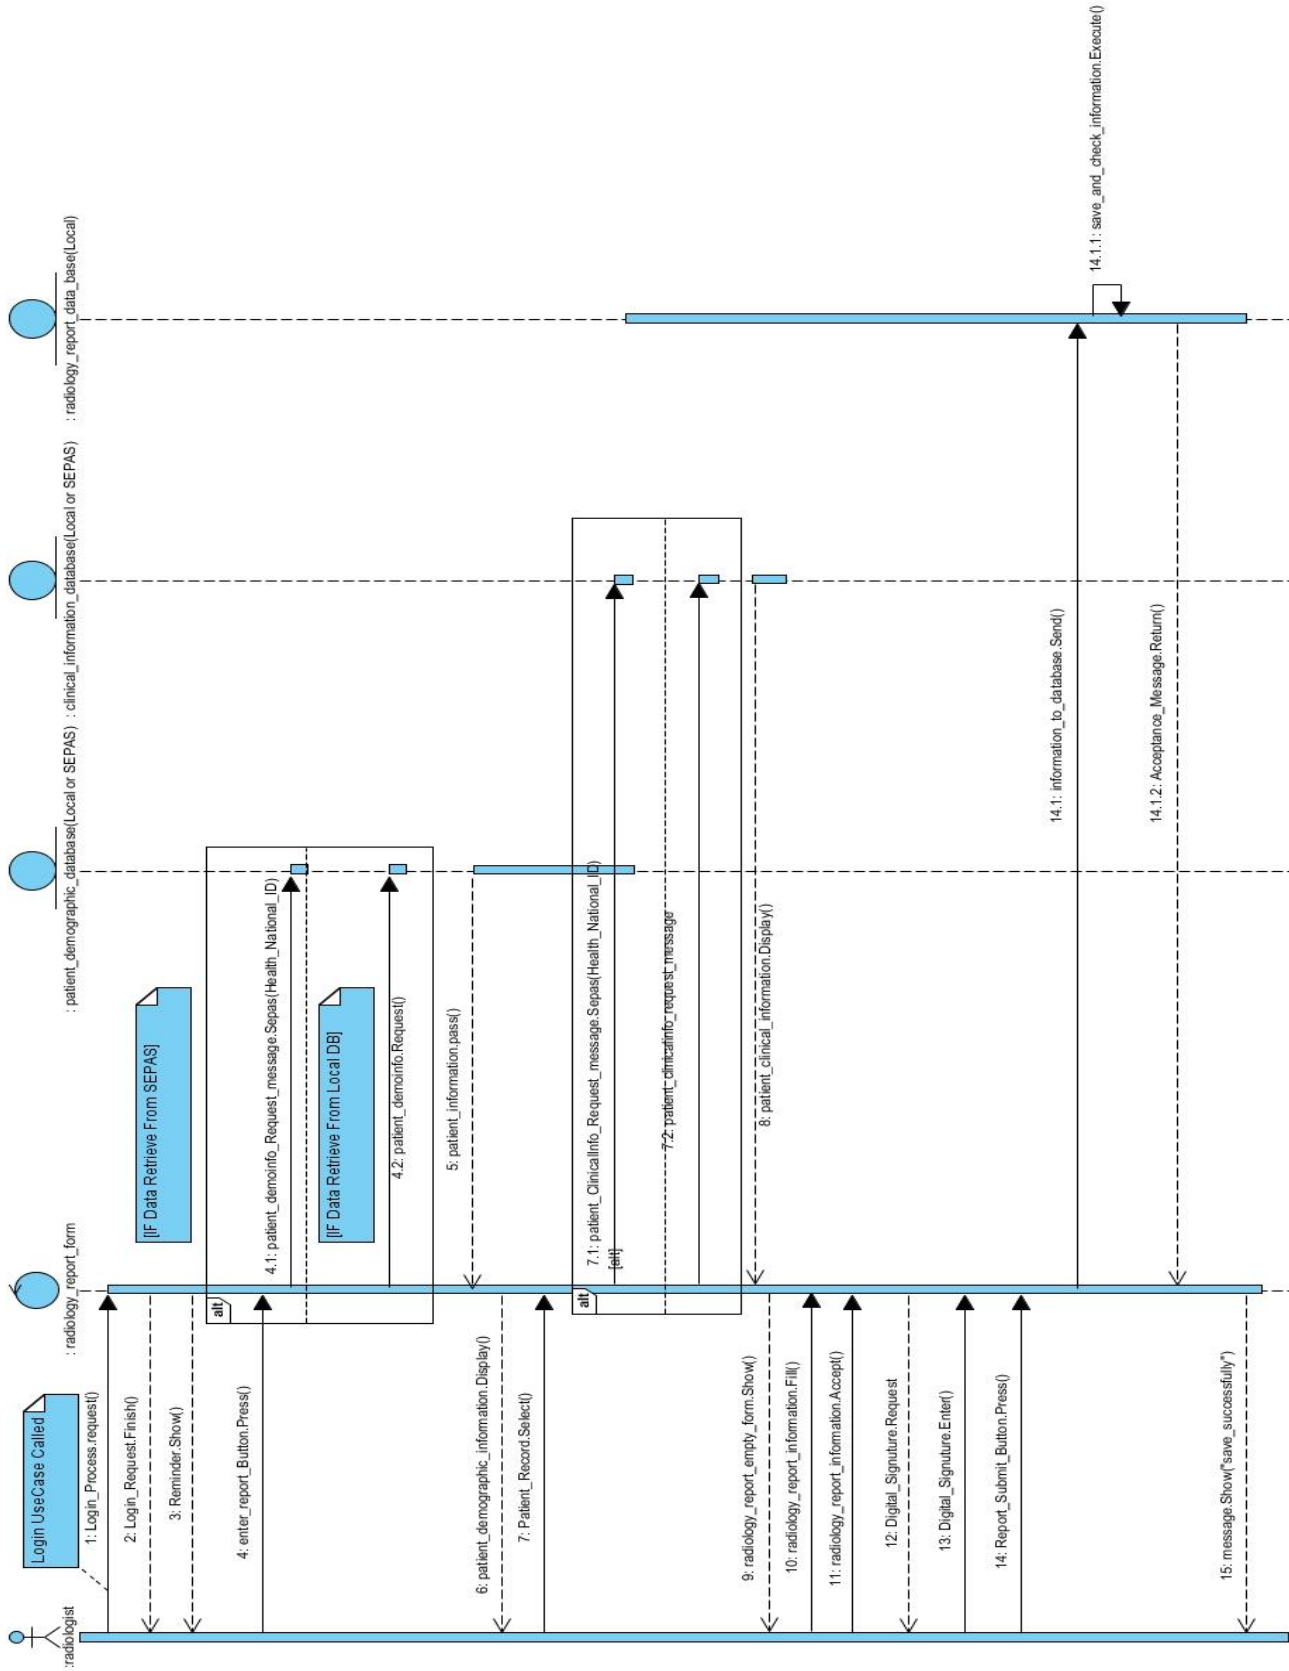 :radiologist
: radiology_report_form
: patient_demographic_database(Local or SEPAS)
: clinical_information_database(Local or SEPAS)
: radiology_report_data_base(Local)
Login UseCase Called
1: Login_Process.request()
2: Login_Request.Finish()
3: Reminder.Show()
[IF Data Retrieve From SEPAS]
alt
4: enter_report_Button.Press()
4.1: patient_demoinfo_Request_message.Sepas(Health_National_ID)
[IF Data Retrieve From Local DB]
4.2: patient_demoinfo.Request()
5: patient_information.pass()
6: patient_demographic_information.Display()
7: Patient_Record.Select()
alt
7.1: patient_ClinicalInfo_Request_message.Sepas(Health_National_ID)
[alt]
7.2: patient_clinicalinfo_request_message
8: patient_clinical_information.Display()
9: radiology_report_empty_form.Show()
10: radiology_report_information.Fill()
11: radiology_report_information.Accept()
12: Digital_Signuture.Request
13: Digital_Signuture.Enter()
14: Report_Submit_Button.Press()
14.1: information_to_database.Send()
14.1.1: save_and_check_information.Execute()
14.1.2: Acceptance_Message.Return()
15: message.Show("save_successfully")